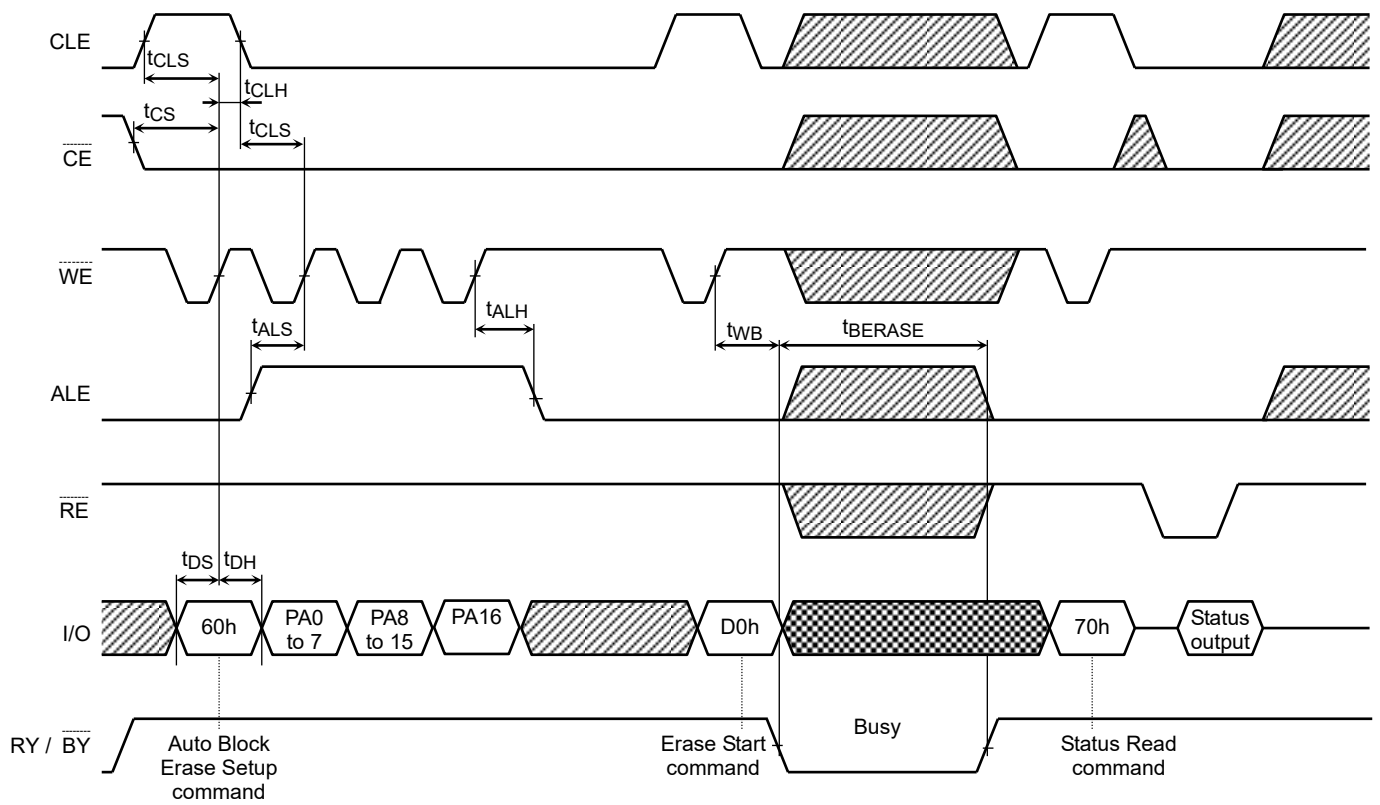 CLE
tCLS
tCLH
tCS
tCLS
CE
WE
tALS
tALH
tWB
tBERASE
ALE
RE
tDS
tDH
I/O
60h
PA0
to 7
PA8
to 15
PA16
D0h
70h
Status
output
RY / BY
Busy
Auto Block
Erase Setup
command
Erase Start
command
Status Read
command